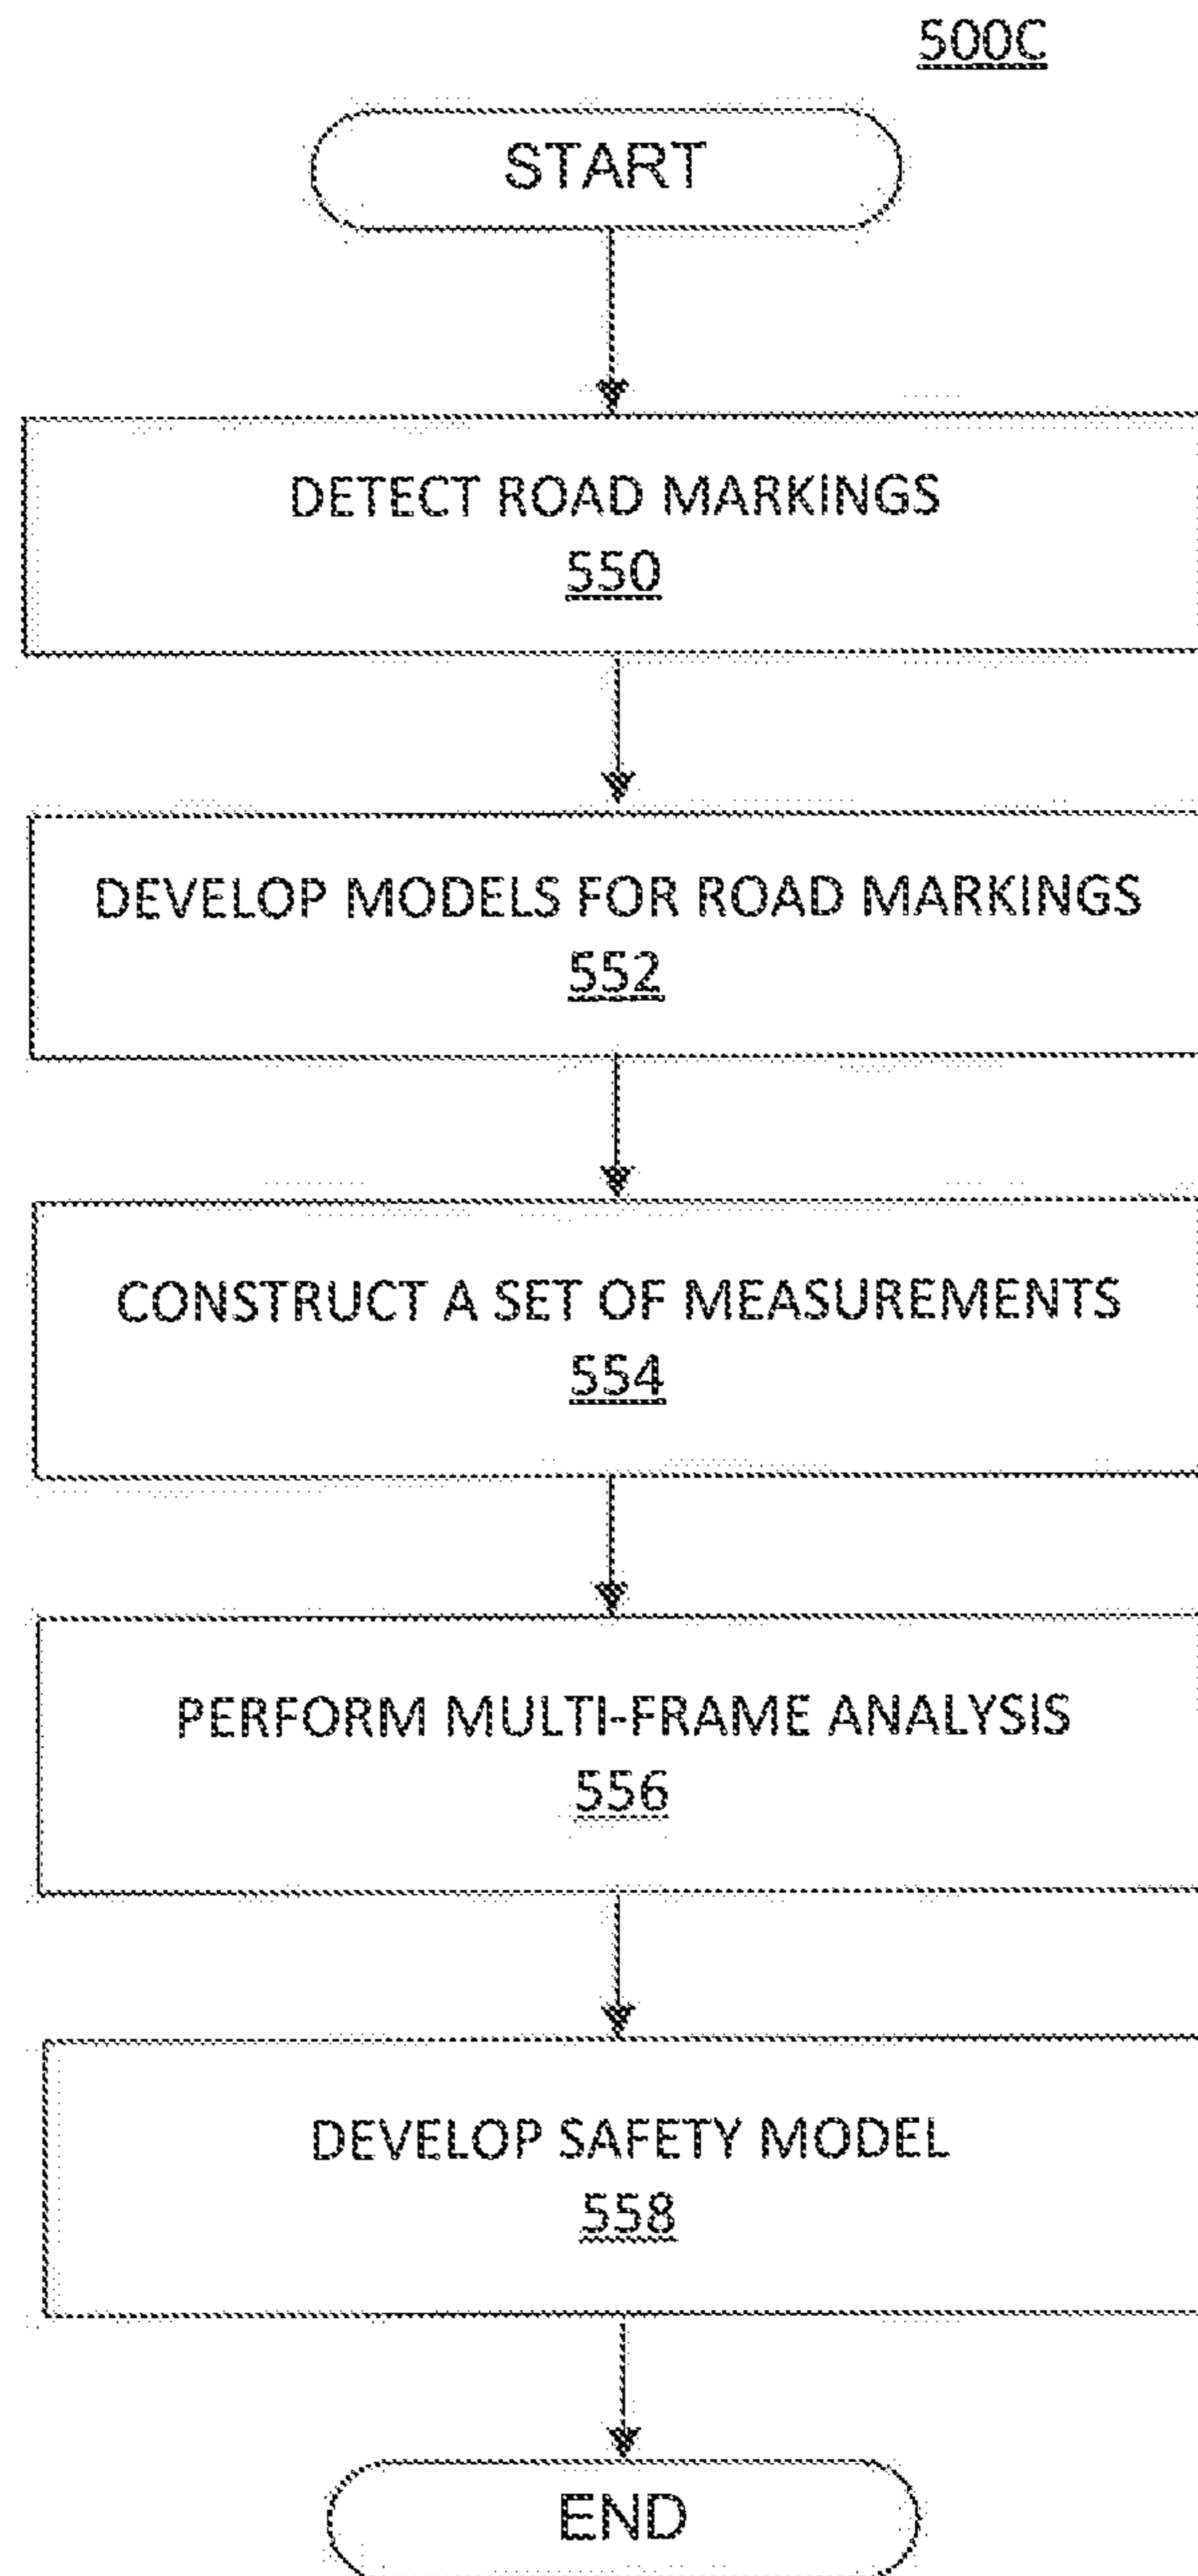 500C
START
DETECT ROAD MARKINGS
550
DEVELOP MODELS FOR ROAD MARKINGS
552
CONSTRUCT A SET OF MEASUREMENTS
554
PERFORM MULTI-FRAME ANALYSIS
556
DEVELOP SAFETY MODEL
558
END